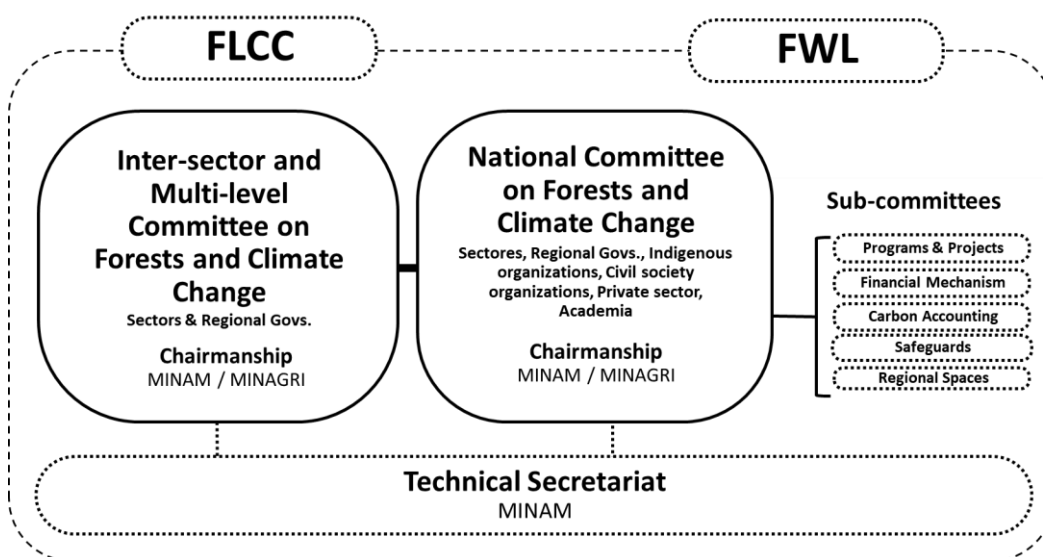 FLCC
FWL
Inter-sector and
Multi-level
Committee on
Forests and Climate
Change
Sectors & Regional Govs.
Chairmanship
MINAM / MINAGRI
National Committee
on Forests and
Climate Change
Sectores, Regional Govs., Indigenous
organizations, Civil society
organizations, Private sector,
Academia
Chairmanship
MINAM / MINAGRI
Sub-committees
Programs & Projects
Financial Mechanism
Carbon Accounting
Safeguards
Regional Spaces
Technical Secretariat
MINAM